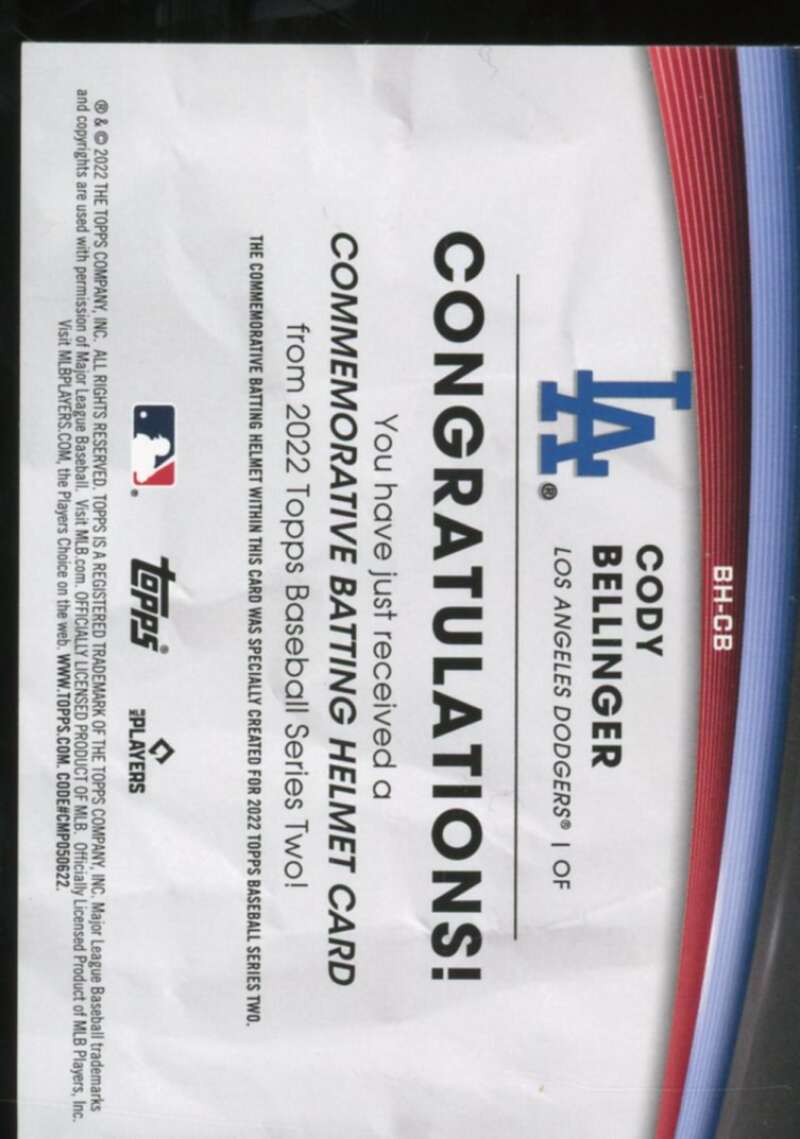 BH-CB
CODY
BELLINGER
LA®
LOS ANGELES DODGERS® | OF
CONGRATULATIONS!
You have just received a
COMMEMORATIVE BATTING HELMET CARD
from 2022 Topps Baseball Series Two!
THE COMMEMORATIVE BATTING HELMET WITHIN THIS CARD WAS SPECIALLY CREATED FOR 2022 TOPPS BASEBALL SERIES TWO.
topps®
MLB PLAYERS
® & © 2022 THE TOPPS COMPANY, INC. ALL RIGHTS RESERVED. TOPPS IS A REGISTERED TRADEMARK OF THE TOPPS COMPANY, INC. Major League Baseball trademarks
and copyrights are used with permission of Major League Baseball. Visit MLB.com. OFFICIALLY LICENSED PRODUCT OF MLB. Officially Licensed Product of MLB Players, Inc.
Visit MLBPLAYERS.COM, the Players Choice on the web. WWW.TOPPS.COM. CODE#CMP050622.